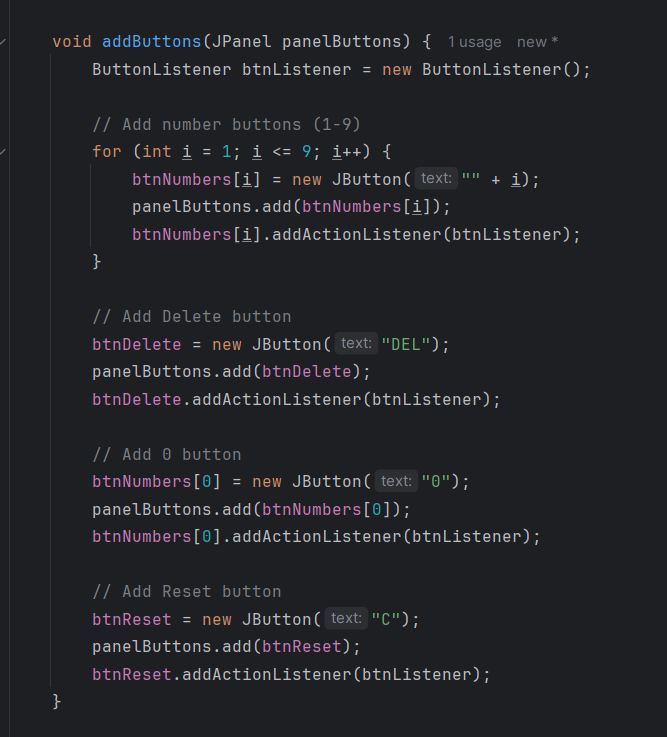 void addButtons(JPanel panelButtons) { 1 usage new *
    ButtonListener btnListener = new ButtonListener();

    // Add number buttons (1-9)
    for (int i = 1; i <= 9; i++) {
        btnNumbers[i] = new JButton( text: "" + i);
        panelButtons.add(btnNumbers[i]);
        btnNumbers[i].addActionListener(btnListener);
    }

    // Add Delete button
    btnDelete = new JButton( text: "DEL");
    panelButtons.add(btnDelete);
    btnDelete.addActionListener(btnListener);

    // Add 0 button
    btnNumbers[0] = new JButton( text: "0");
    panelButtons.add(btnNumbers[0]);
    btnNumbers[0].addActionListener(btnListener);

    // Add Reset button
    btnReset = new JButton( text: "C");
    panelButtons.add(btnReset);
    btnReset.addActionListener(btnListener);
}